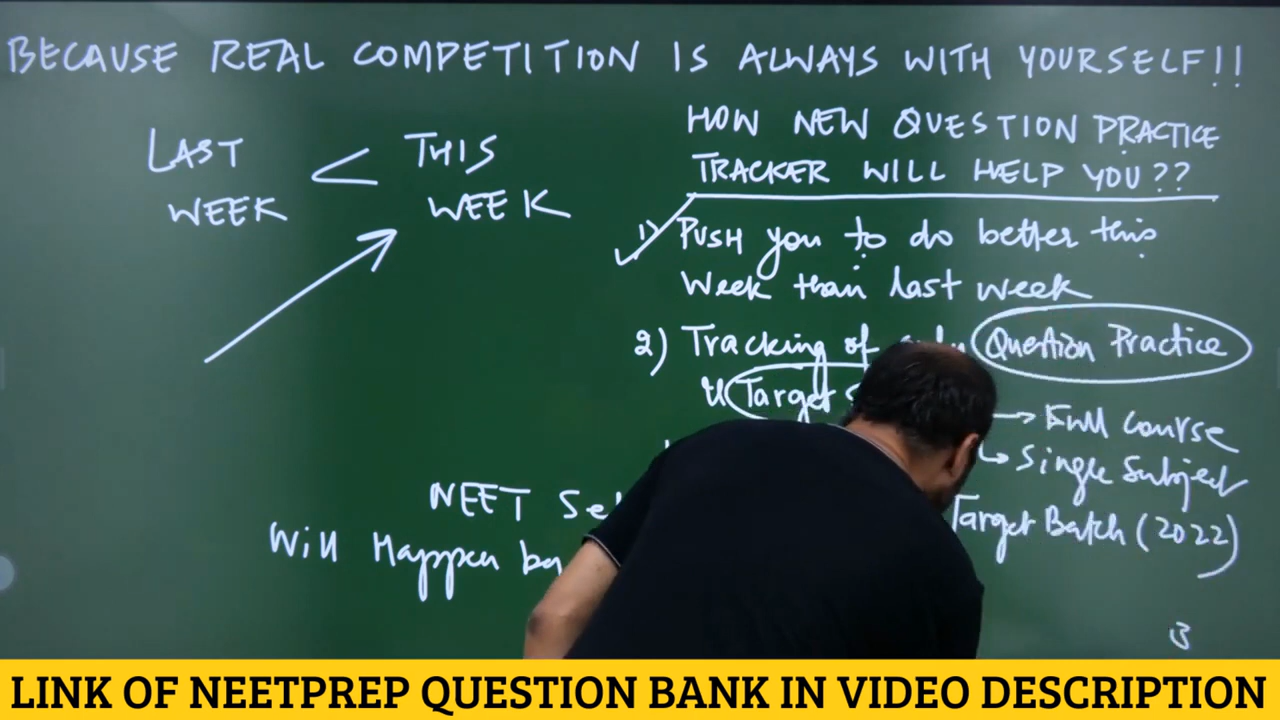 BECAUSE REAL COMPETITION IS ALWAYS WITH YOURSELF!!
LAST < THIS
WEEK WEEK
HOW NEW QUESTION PRACTICE
TRACKER WILL HELP YOU??
1) PUSH you to do better this
Week than last week
2) Tracking of Question Practice
Target
→ Full course
↳ Single Subject
Target Batch (2022)
NEET
Will Happen
LINK OF NEETPREP QUESTION BANK IN VIDEO DESCRIPTION